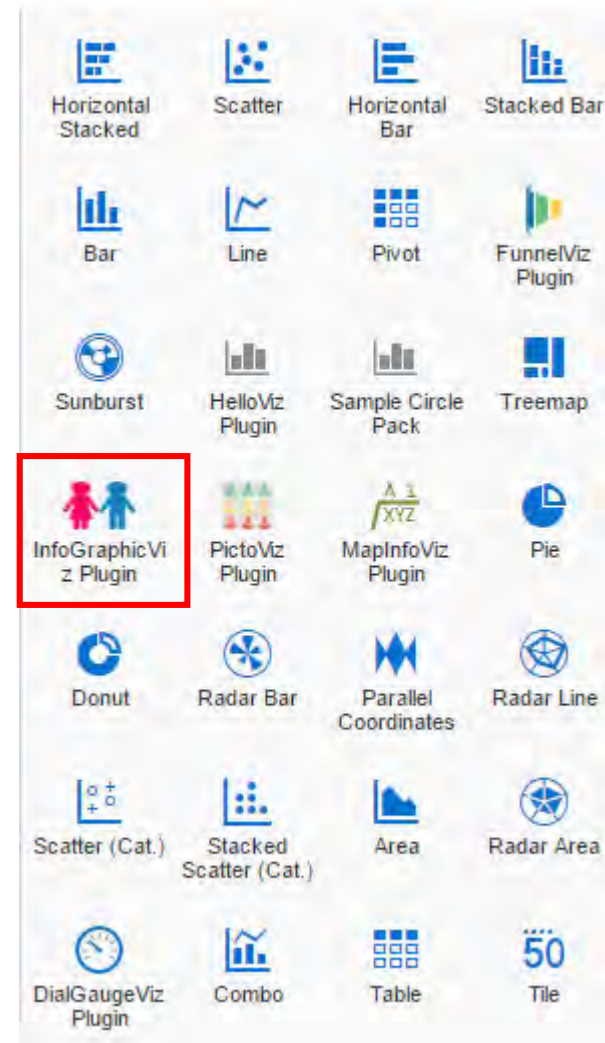 Horizontal
Stacked
Scatter
Horizontal
Bar
Stacked Bar
Bar
Line
Pivot
FunnelViz
Plugin
Sunburst
HelloViz
Plugin
Sample Circle
Pack
Treemap
InfoGraphicVi
z Plugin
PictoViz
Plugin
XYZ
MapInfoViz
Plugin
Pie
Donut
Radar Bar
Parallel
Coordinates
Radar Line
Scatter (Cat.)
Stacked
Scatter (Cat.)
Area
Radar Area
DialGaugeViz
Plugin
Combo
Table
50
Tile